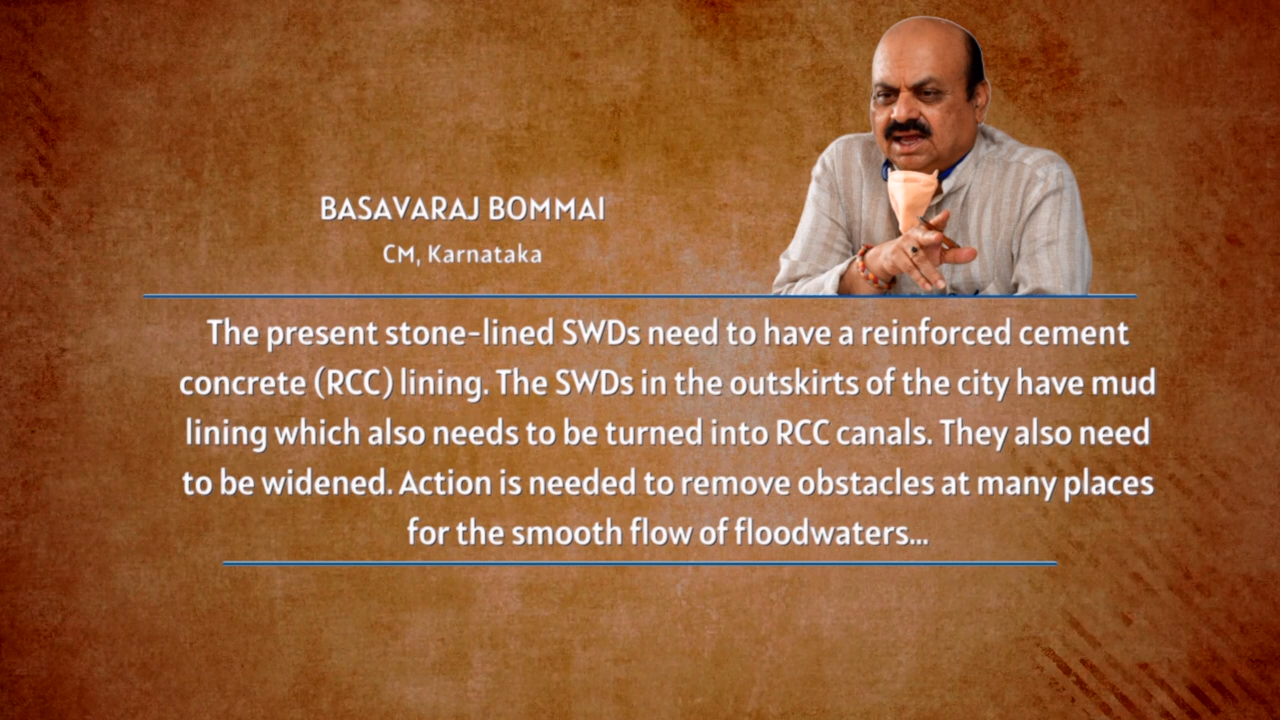 BASAVARAJ BOMMAI
CM, Karnataka
The present stone-lined SWDs need to have a reinforced cement
concrete (RCC) lining. The SWDs in the outskirts of the city have mud
lining which also needs to be turned into RCC canals. They also need
to be widened. Action is needed to remove obstacles at many places
for the smooth flow of floodwaters...